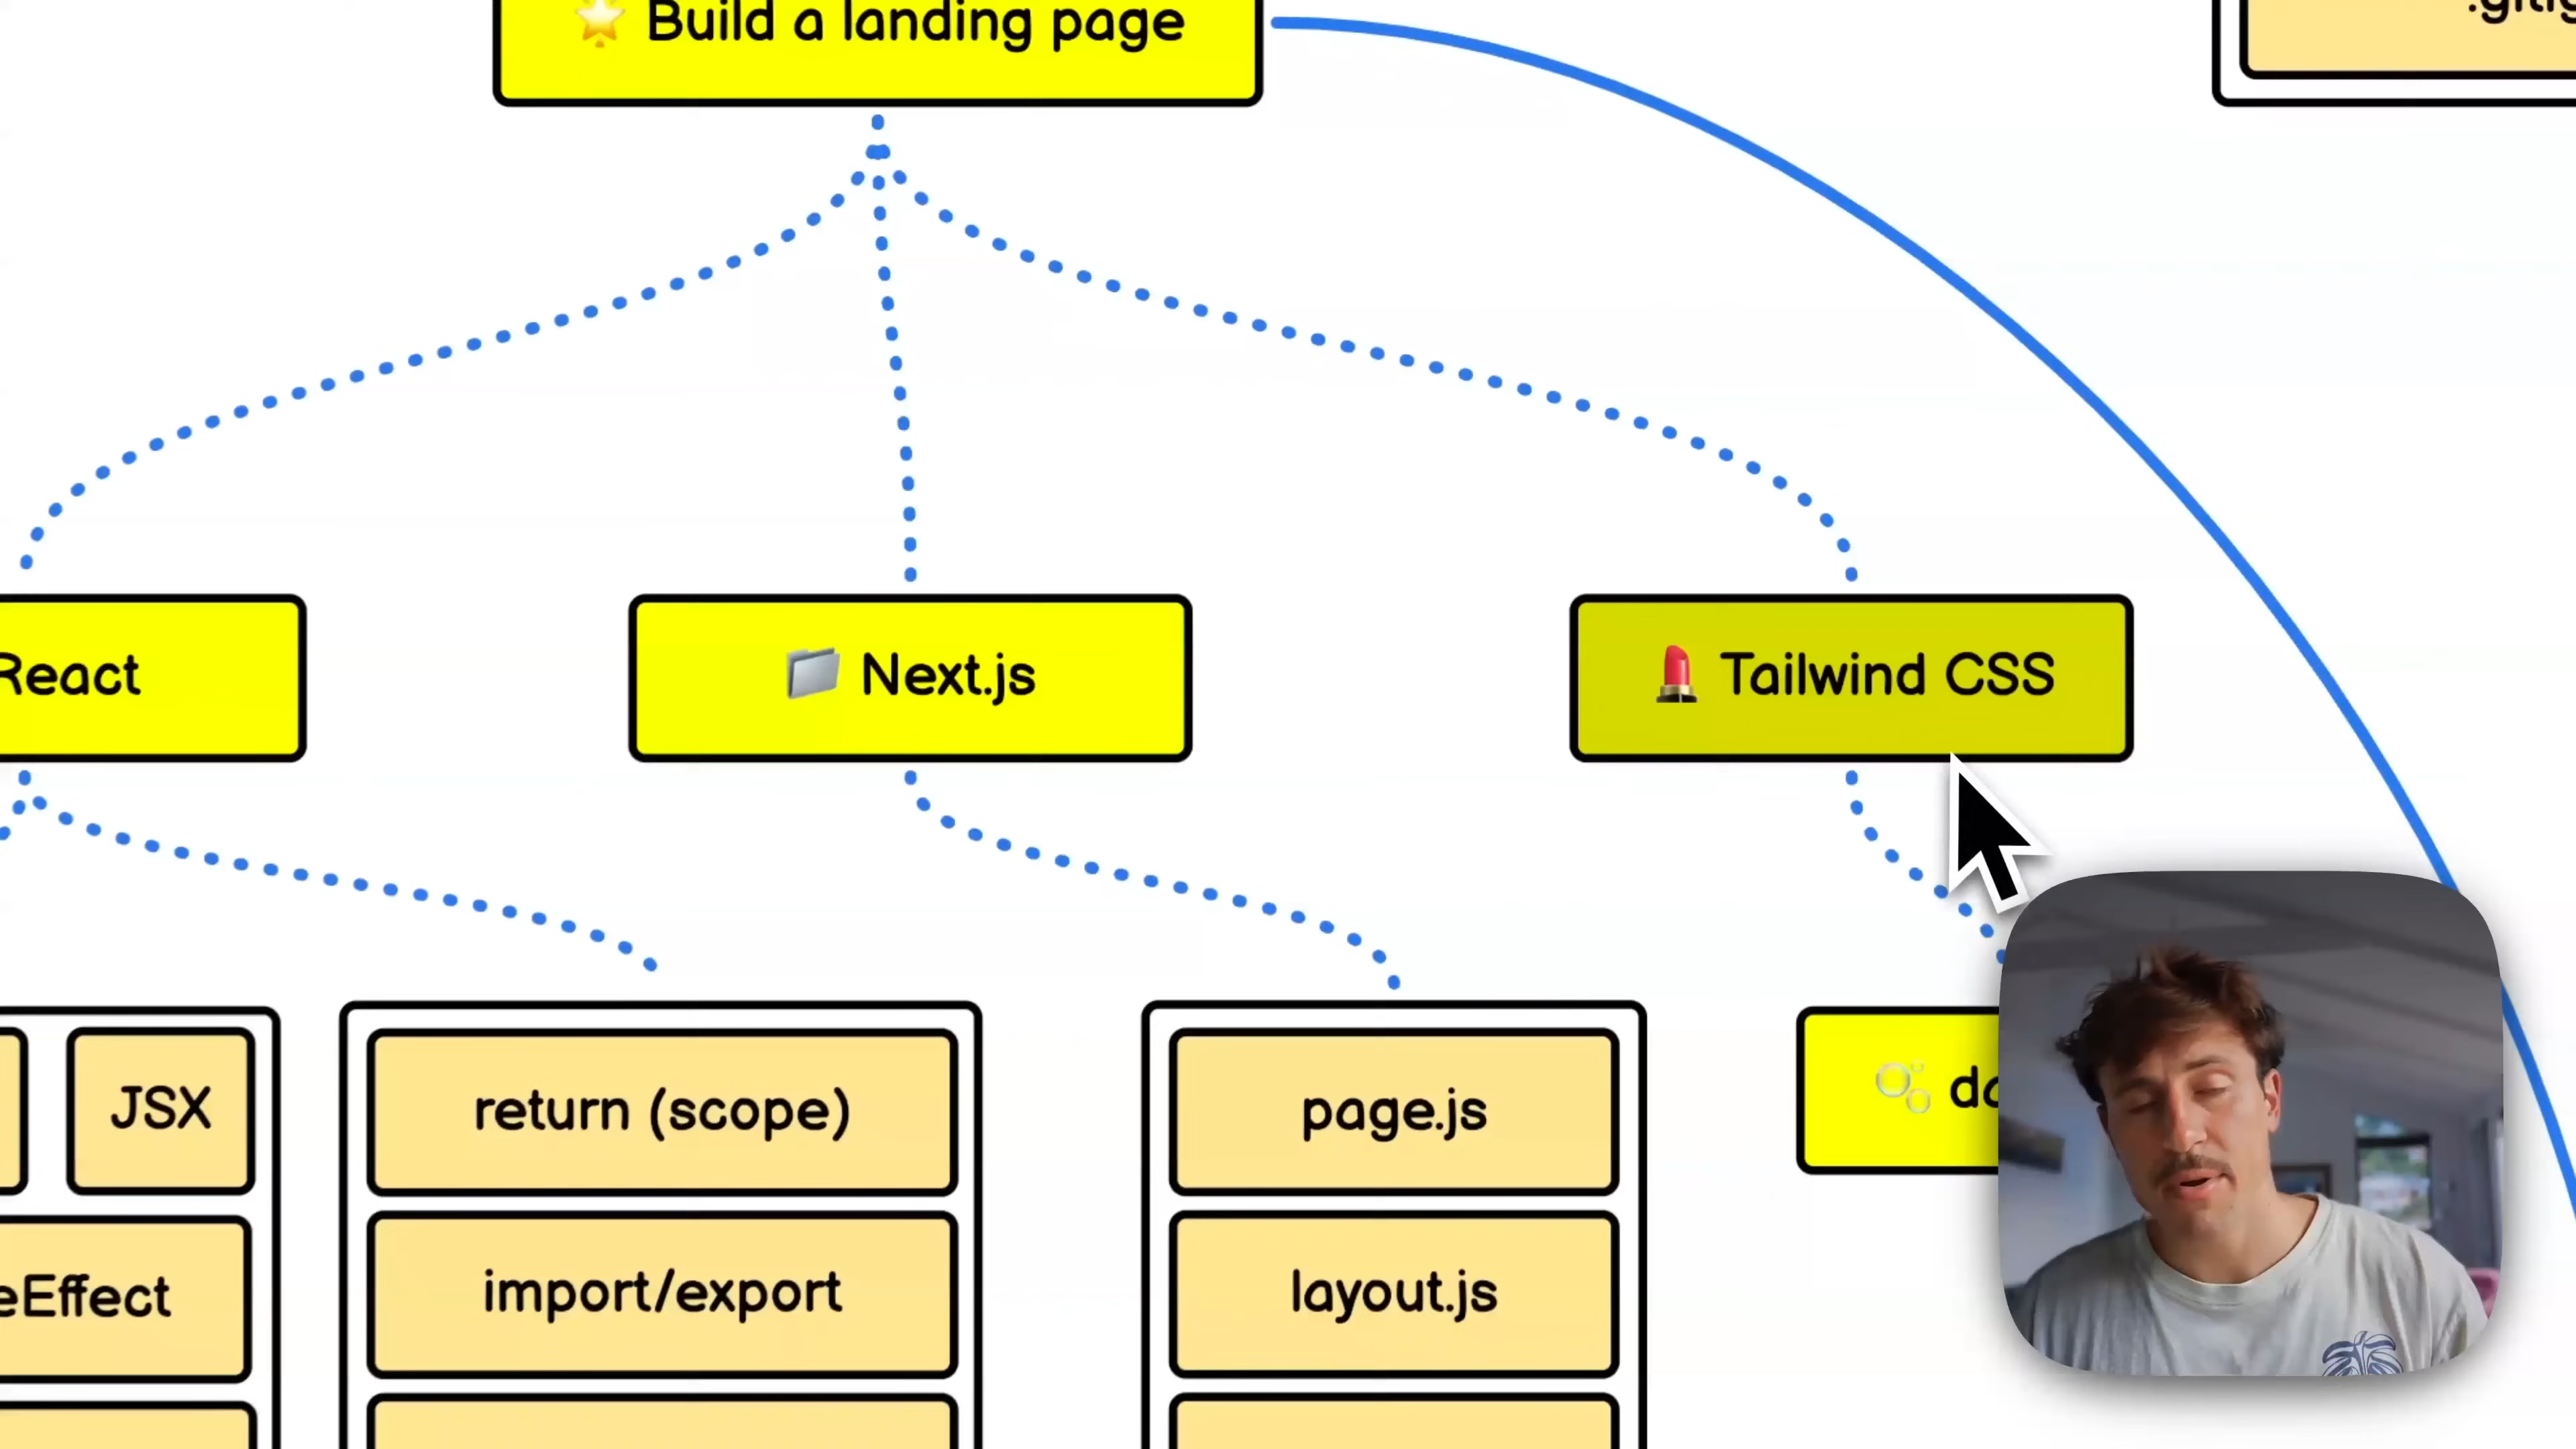 Build a landing page
React
Next.js
Tailwind CSS
JSX
return (scope)
page.js
eEffect
import/export
layout.js